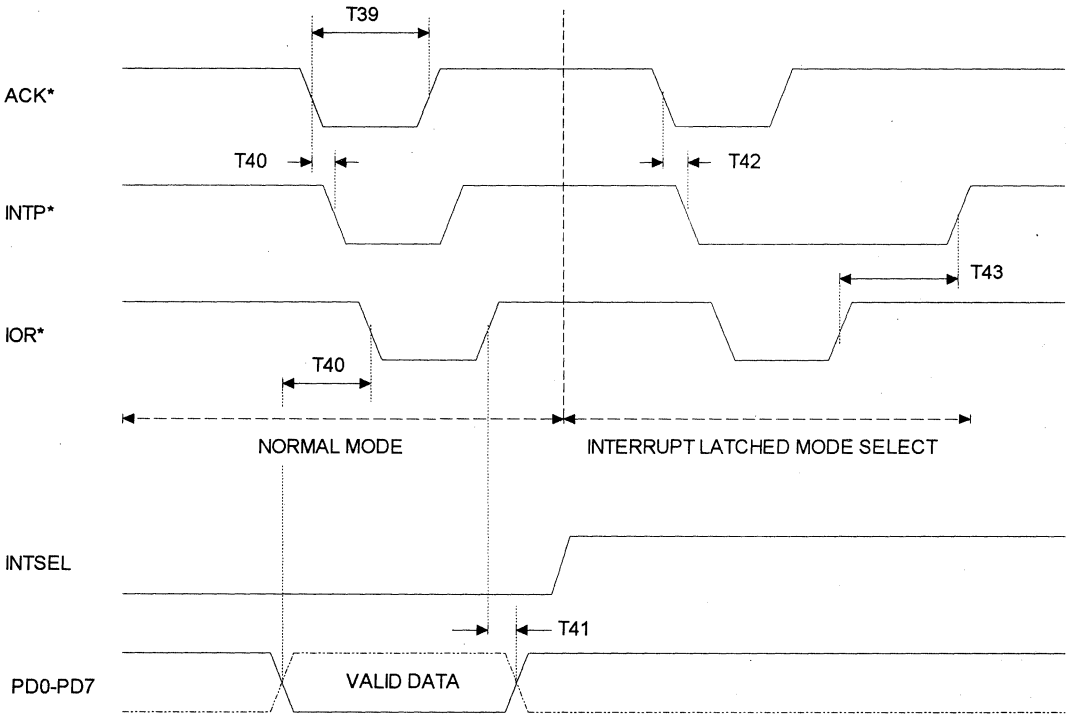 T39
ACK*
T40
T42
INTP*
T43
IOR*
T40
NORMAL MODE
INTERRUPT LATCHED MODE SELECT
INTSEL
T41
PD0-PD7
VALID DATA